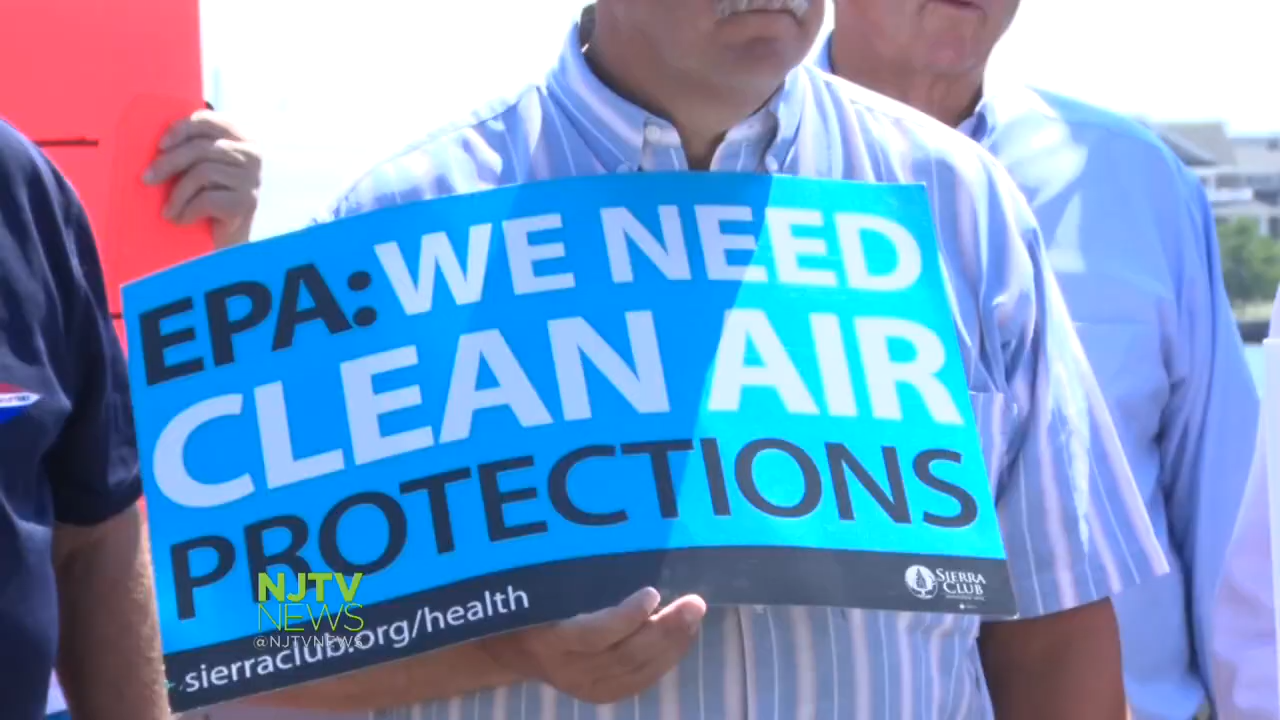 EPA: WE NEED
CLEAN AIR
PROTECTIONS
sierraclub.org/health
SIERRA
CLUB
NJTV
NEWS
@NJTVNEWS